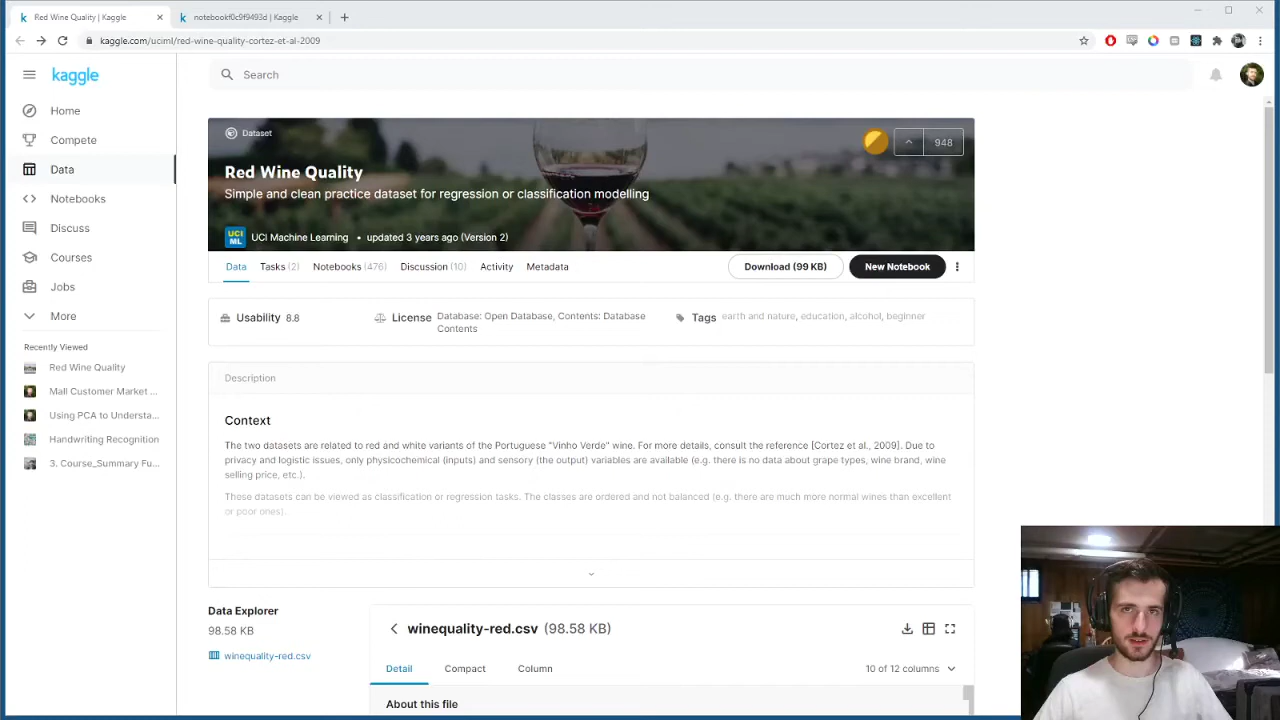 Red Wine Quality | Kaggle
notebookf0c9f9493d | Kaggle
kaggle.com/uciml/red-wine-quality-cortez-et-al-2009
kaggle
Search
Home
Compete
Data
Notebooks
Discuss
Courses
Jobs
More
Recently Viewed
Red Wine Quality
Mall Customer Market ...
Using PCA to Understa...
Handwriting Recognition
3. Course_Summary Fu...
Dataset
948
Red Wine Quality
Simple and clean practice dataset for regression or classification modelling
UCI ML
UCI Machine Learning • updated 3 years ago (Version 2)
Data Tasks (2) Notebooks (476) Discussion (10) Activity Metadata Download (99 KB) New Notebook
Usability 8.8
License Database: Open Database, Contents: Database
Contents
Tags earth and nature, education, alcohol, beginner
Description
Context
The two datasets are related to red and white variants of the Portuguese "Vinho Verde" wine. For more details, consult the reference [Cortez et al., 2009]. Due to
privacy and logistic issues, only physicochemical (inputs) and sensory (the output) variables are available (e.g. there is no data about grape types, wine brand, wine
selling price, etc.).
These datasets can be viewed as classification or regression tasks. The classes are ordered and not balanced (e.g. there are much more normal wines than excellent
or poor ones).
Data Explorer
98.58 KB
winequality-red.csv
winequality-red.csv (98.58 KB)
Detail Compact Column 10 of 12 columns
About this file